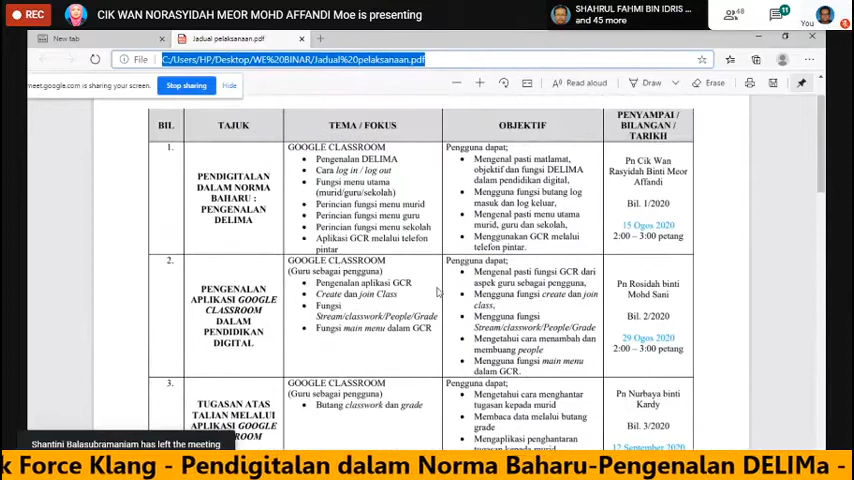 REC
CIK WAN NORASYIDAH MEOR MOHD AFFANDI Moe is presenting
SHAHRUL FAHMI BIN IDRIS ...
and 45 more
48
11
You
New tab
Jadual pelaksanaan.pdf
File
C:/Users/HP/Desktop/WE%20BINAR/Jadual%20pelaksanaan.pdf
meet.google.com is sharing your screen.
Stop sharing
Hide
Read aloud
Draw
Erase
BIL.
TAJUK
TEMA / FOKUS
OBJEKTIF
PENYAMPAI /
BILANGAN /
TARIKH
1.
PENDIGITALAN
DALAM NORMA
BAHARU :
PENGENALAN
DELIMA
GOOGLE CLASSROOM
• Pengenalan DELIMA
• Cara log in / log out
• Fungsi menu utama
(murid/guru/sekolah)
• Perincian fungsi menu murid
• Perincian fungsi menu guru
• Perincian fungsi menu sekolah
• Aplikasi GCR melalui telefon
pintar
Pengguna dapat;
• Mengenal pasti matlamat,
objektif dan fungsi DELIMA
dalam pendidikan digital,
• Mengguna fungsi butang log
masuk dan log keluar,
• Mengenal pasti menu utama
murid, guru dan sekolah,
• Menggunakan GCR melalui
telefon pintar.
Pn Cik Wan
Rasyidah Binti Meor
Affandi
Bil. 1/2020
15 Ogos 2020
2:00 – 3:00 petang
2.
PENGENALAN
APLIKASI GOOGLE
CLASSROOM
DALAM
PENDIDIKAN
DIGITAL
GOOGLE CLASSROOM
(Guru sebagai pengguna)
• Pengenalan aplikasi GCR
• Create dan join Class
• Fungsi
Stream/classwork/People/Grade
• Fungsi main menu dalam GCR
Pengguna dapat;
• Mengenal pasti fungsi GCR dari
aspek guru sebagai pengguna,
• Mengguna fungsi create dan join
class,
• Mengguna fungsi
Stream/classwork/People/Grade
• Mengetahui cara menambah dan
membuang people
• Mengguna fungsi main menu
dalam GCR.
Pn Rosidah binti
Mohd Sani
Bil. 2/2020
29 Ogos 2020
2:00 – 3:00 petang
3.
TUGASAN ATAS
TALIAN MELALUI
APLIKASI GOOGLE
GOOGLE CLASSROOM
(Guru sebagai pengguna)
• Butang classwork dan grade
Pengguna dapat;
• Mengetahui cara menghantar
tugasan kepada murid
• Membaca data melalui butang
grade
• Mengaplikasi penghantaran
tugasan kepada murid
Pn Nurbaya binti
Kardy
Bil. 3/2020
12 September 2020
Shantini Balasubramaniam has left the meeting
k Force Klang - Pendigitalan dalam Norma Baharu-Pengenalan DELIMa -